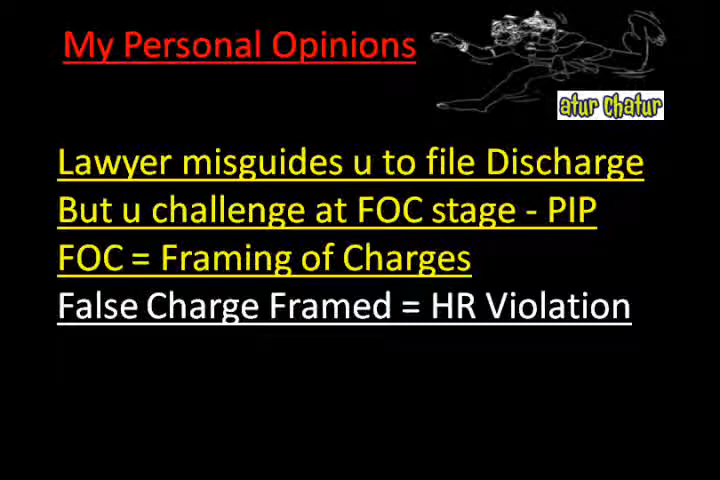 My Personal Opinions
atur chatur
Lawyer misguides u to file Discharge
But u challenge at FOC stage - PIP
FOC = Framing of Charges
False Charge Framed = HR Violation